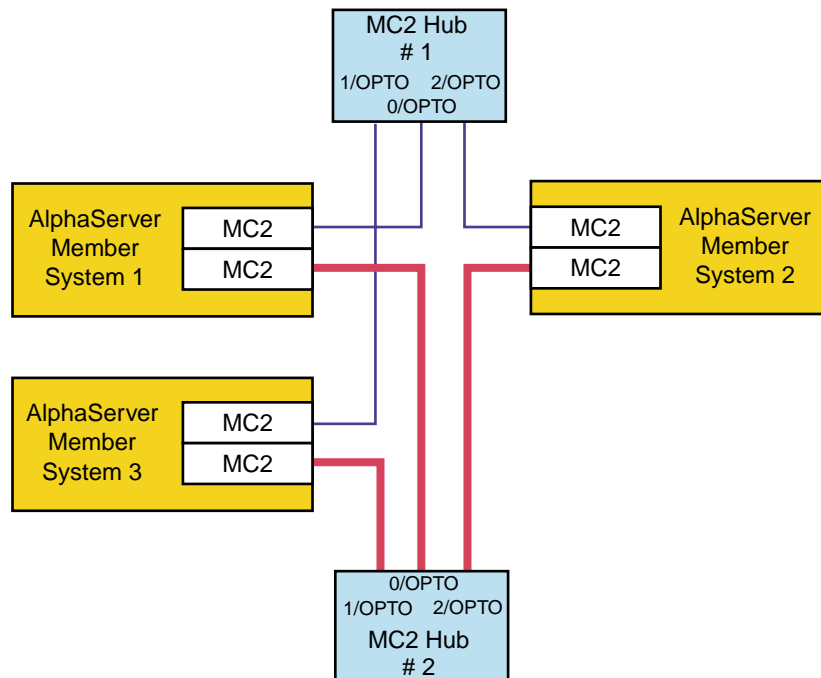 MC2 Hub
# 1
1/OPTO 2/OPTO
0/OPTO
AlphaServer
Member
System 1
MC2
MC2
MC2
MC2
AlphaServer
Member
System 2
AlphaServer
Member
System 3
MC2
MC2
0/OPTO
1/OPTO 2/OPTO
MC2 Hub
# 2